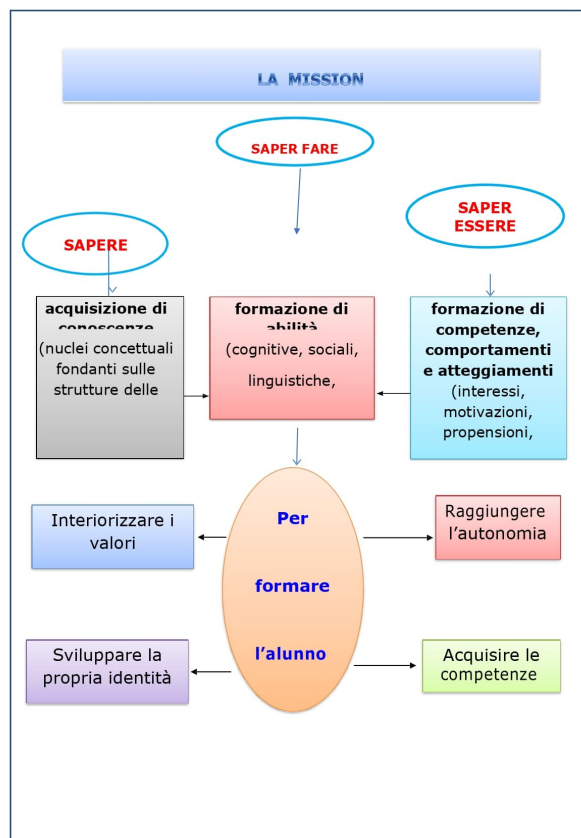 LA MISSION
SAPER FARE
SAPERE
SAPER
ESSERE
acquisizione di
conoscenze
(nuclei concettuali
fondanti sulle
strutture delle
formazione di
abilità
(cognitive, sociali,
linguistiche,
formazione di
competenze,
comportamenti
e atteggiamenti
(interessi,
motivazioni,
propensioni,
Per
formare
l’alunno
Interiorizzare i
valori
Raggiungere
l’autonomia
Sviluppare la
propria identità
Acquisire le
competenze